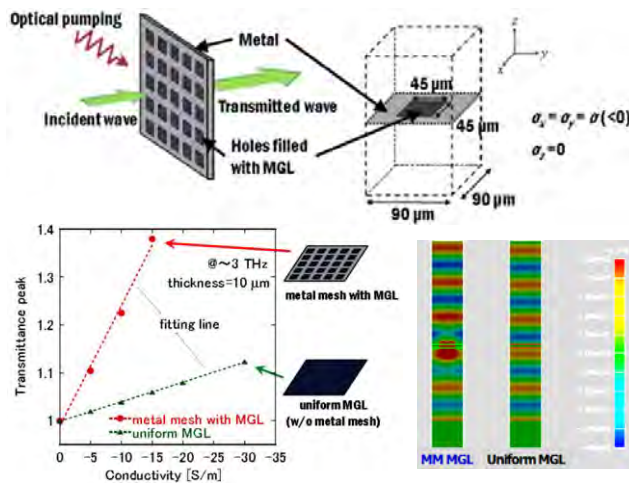 Optical pumping
Metal
Incident wave
Transmitted wave
Holes filled
with MGL
z
y
x
45 μm
45 μm
σx = σy = σ (<0)
σz=0
90 μm
90 μm
Transmittance peak
1.4
1.3
1.2
1.1
1.0
0.9
@～3 THz
thickness=10 μm
fitting line
metal mesh with MGL
uniform MGL
0 -5 -10 -15 -20 -25 -30 -35
Conductivity [S/m]
metal mesh with MGL
uniform MGL
(w/o metal mesh)
MM MGL
Uniform MGL